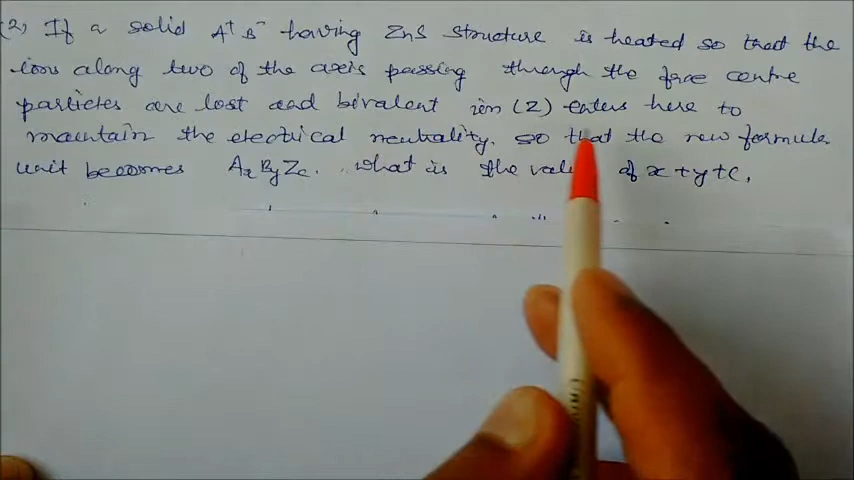 (2) If a solid A⁺ B⁻ having ZnS structure is heated so that the
ions along two of the axis passing through the face centre
particles are lost and bivalent ion (Z) enters here to
maintain the electrical neutrality. so that the new formula
unit becomes AxByZc. what is the value of x+y+c.